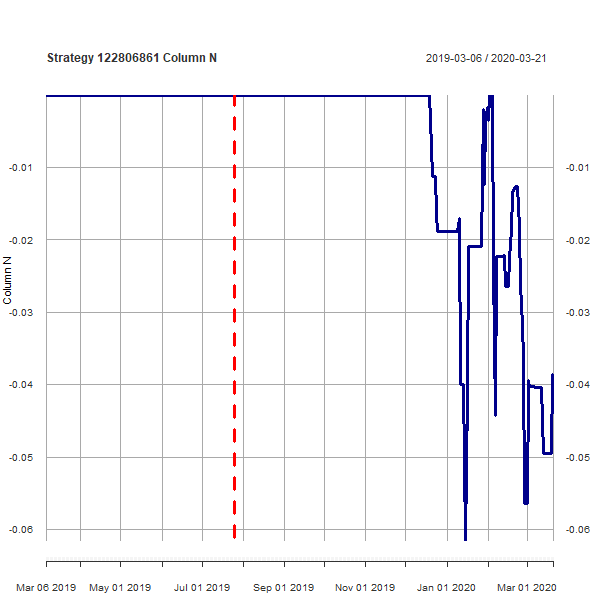 Strategy 122806861 Column N
2019-03-06 / 2020-03-21
-0.01
-0.02
-0.03
-0.04
-0.05
-0.06
Column N
-0.01
-0.02
-0.03
-0.04
-0.05
-0.06
Mar 06 2019
May 01 2019
Jul 01 2019
Sep 01 2019
Nov 01 2019
Jan 01 2020
Mar 01 2020